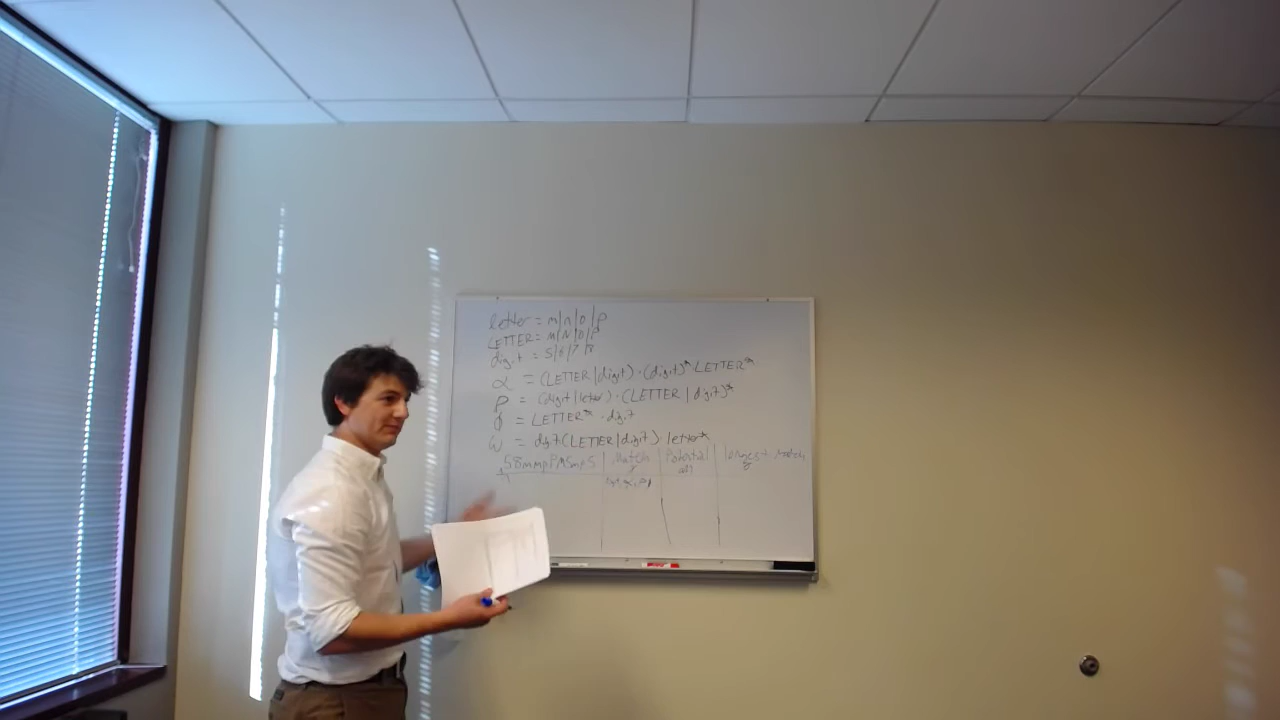 letter = m|n|o|p
LETTER = M|N|O|P
digit = 5|6|7|8
α = (LETTER|digit)·(digit)* LETTER*
ρ = (digit|letter)·(LETTER|digit)*
ϕ = LETTER*·digit
ω = digit(LETTER|digit) letter*
58mmpPM5mp5 Match Potential longest match